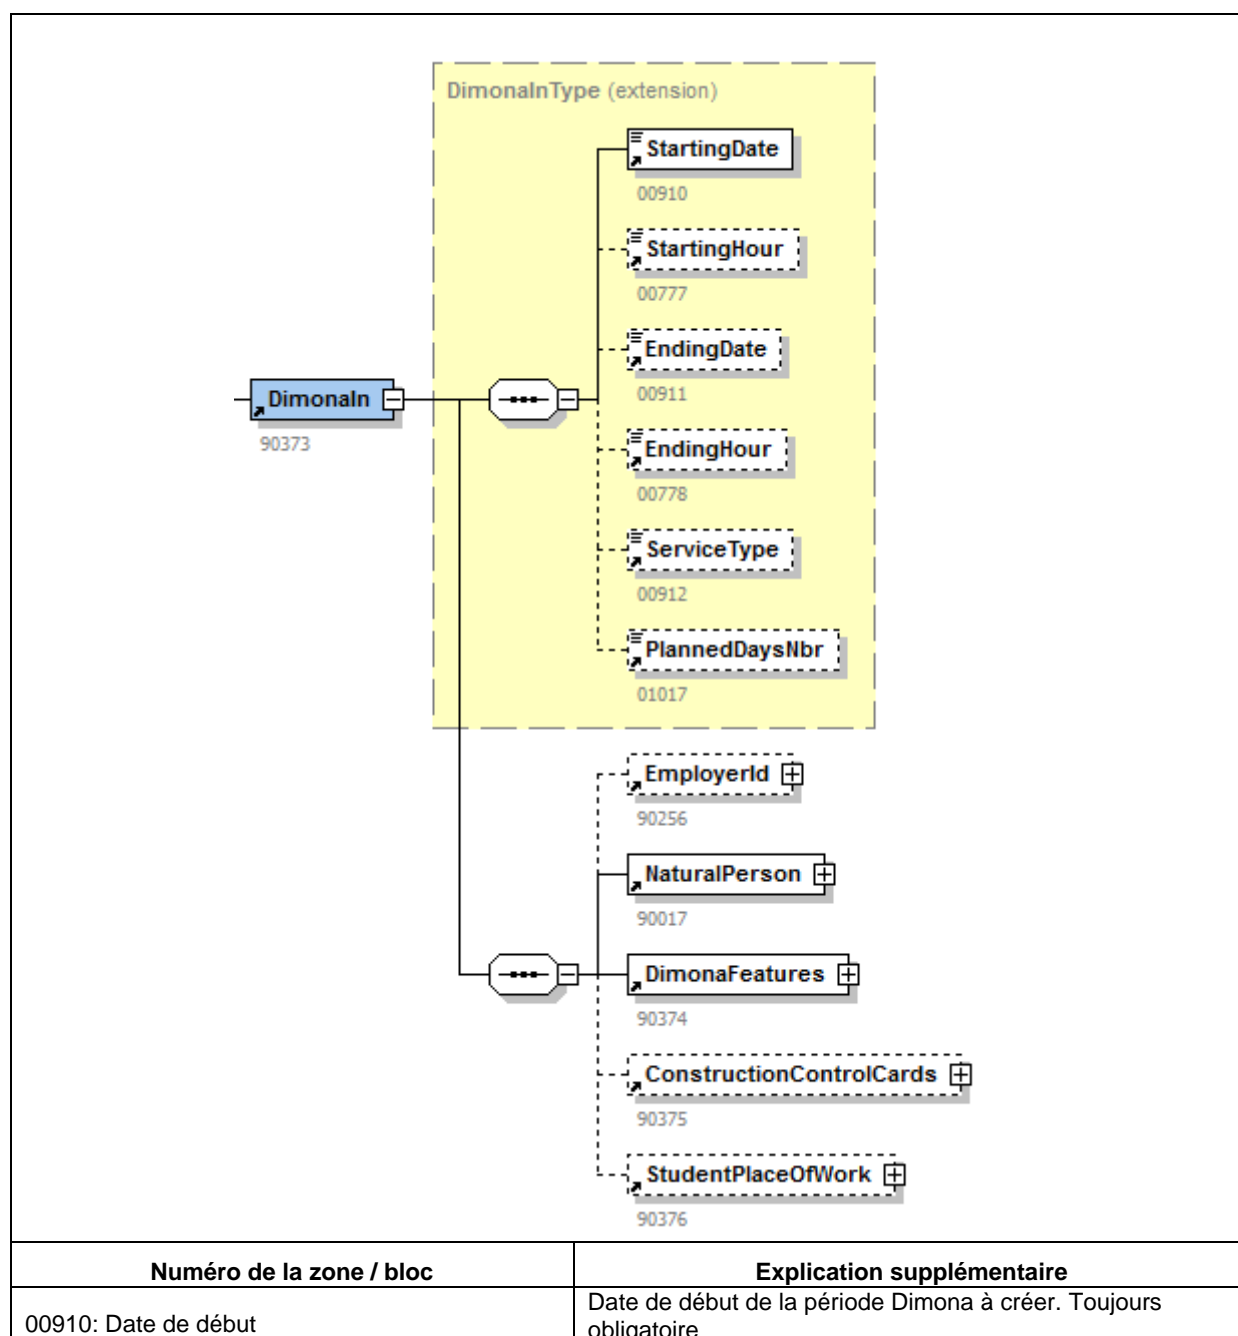 DimonaInType (extension)
StartingDate
00910
StartingHour
00777
EndingDate
00911
DimonaIn
90373
EndingHour
00778
ServiceType
00912
PlannedDaysNbr
01017
EmployerId
90256
NaturalPerson
90017
DimonaFeatures
90374
ConstructionControlCards
90375
StudentPlaceOfWork
90376
Numéro de la zone / bloc
Explication supplémentaire
00910: Date de début
Date de début de la période Dimona à créer. Toujours
obligatoire